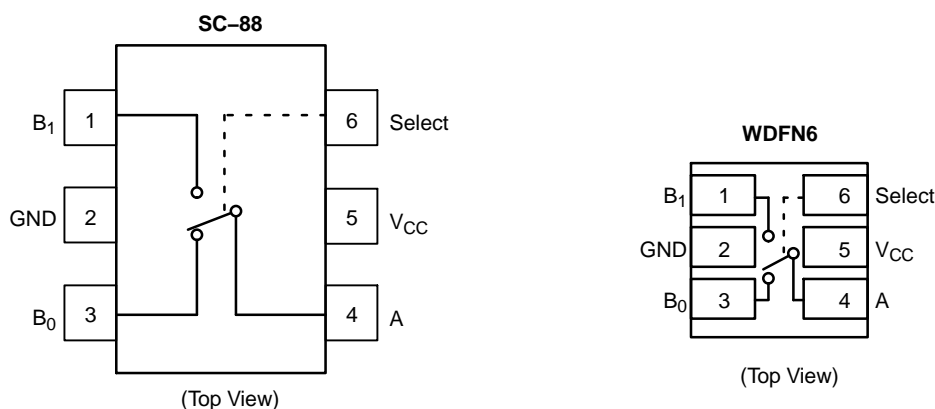 SC–88
B1 1 6 Select
GND 2 5 VCC
B0 3 4 A
(Top View)
WDFN6
B1 1 6 Select
GND 2 5 VCC
B0 3 4 A
(Top View)